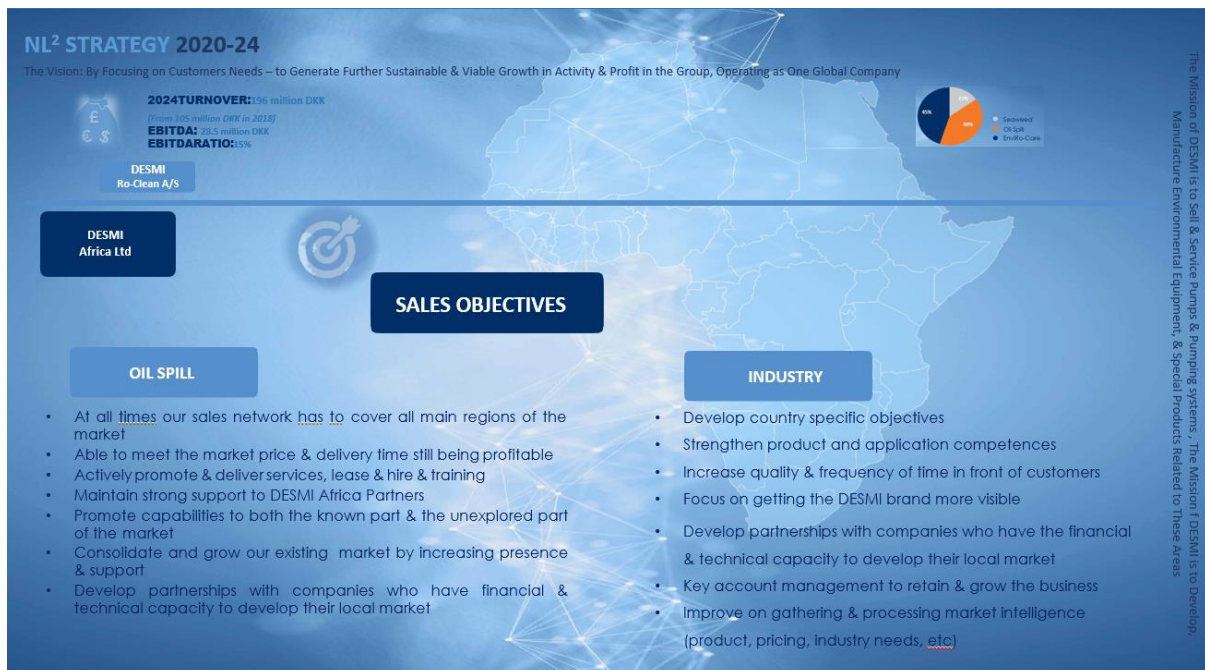 NL² STRATEGY 2020-24
The Vision: By Focusing on Customers Needs – to Generate Further Sustainable & Viable Growth in Activity & Profit in the Group, Operating as One Global Company
2024TURNOVER:196 million DKK
(From 105 million DKK in 2018)
EBITDA: 28.5 million DKK
EBITDARATIO:15%
£
€ $
DESMI
Ro-Clean A/S
45%
40%
15%
Seaweed
Oil Spill
EnviRo-Care
DESMI
Africa Ltd
SALES OBJECTIVES
OIL SPILL
• At all times our sales network has to cover all main regions of the
market
• Able to meet the market price & delivery time still being profitable
• Actively promote & deliver services, lease & hire & training
• Maintain strong support to DESMI Africa Partners
• Promote capabilities to both the known part & the unexplored part
of the market
• Consolidate and grow our existing market by increasing presence
& support
• Develop partnerships with companies who have financial &
technical capacity to develop their local market
INDUSTRY
• Develop country specific objectives
• Strengthen product and application competences
• Increase quality & frequency of time in front of customers
• Focus on getting the DESMI brand more visible
• Develop partnerships with companies who have the financial
& technical capacity to develop their local market
• Key account management to retain & grow the business
• Improve on gathering & processing market intelligence
(product, pricing, industry needs, etc)
The Mission of DESMI is to Sell & Service Pumps & Pumping systems , The Mission f DESMI is to Develop,
Manufacture Environmental Equipment, & Special Products Related to These Areas